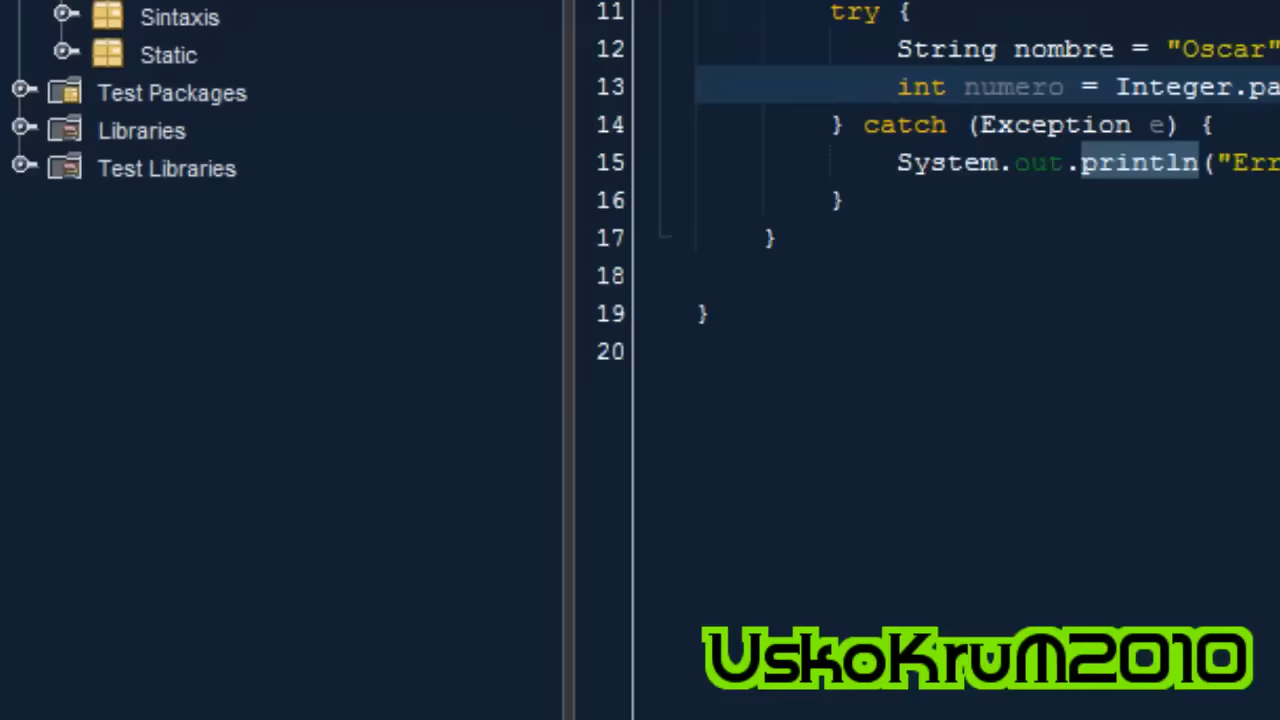 Sintaxis
Static
Test Packages
Libraries
Test Libraries
11 try {
12 String nombre = "Oscar"
13 int numero = Integer.pa
14 } catch (Exception e) {
15 System.out.println("Err
16 }
17 }
18
19 }
20
UskoKruM2010